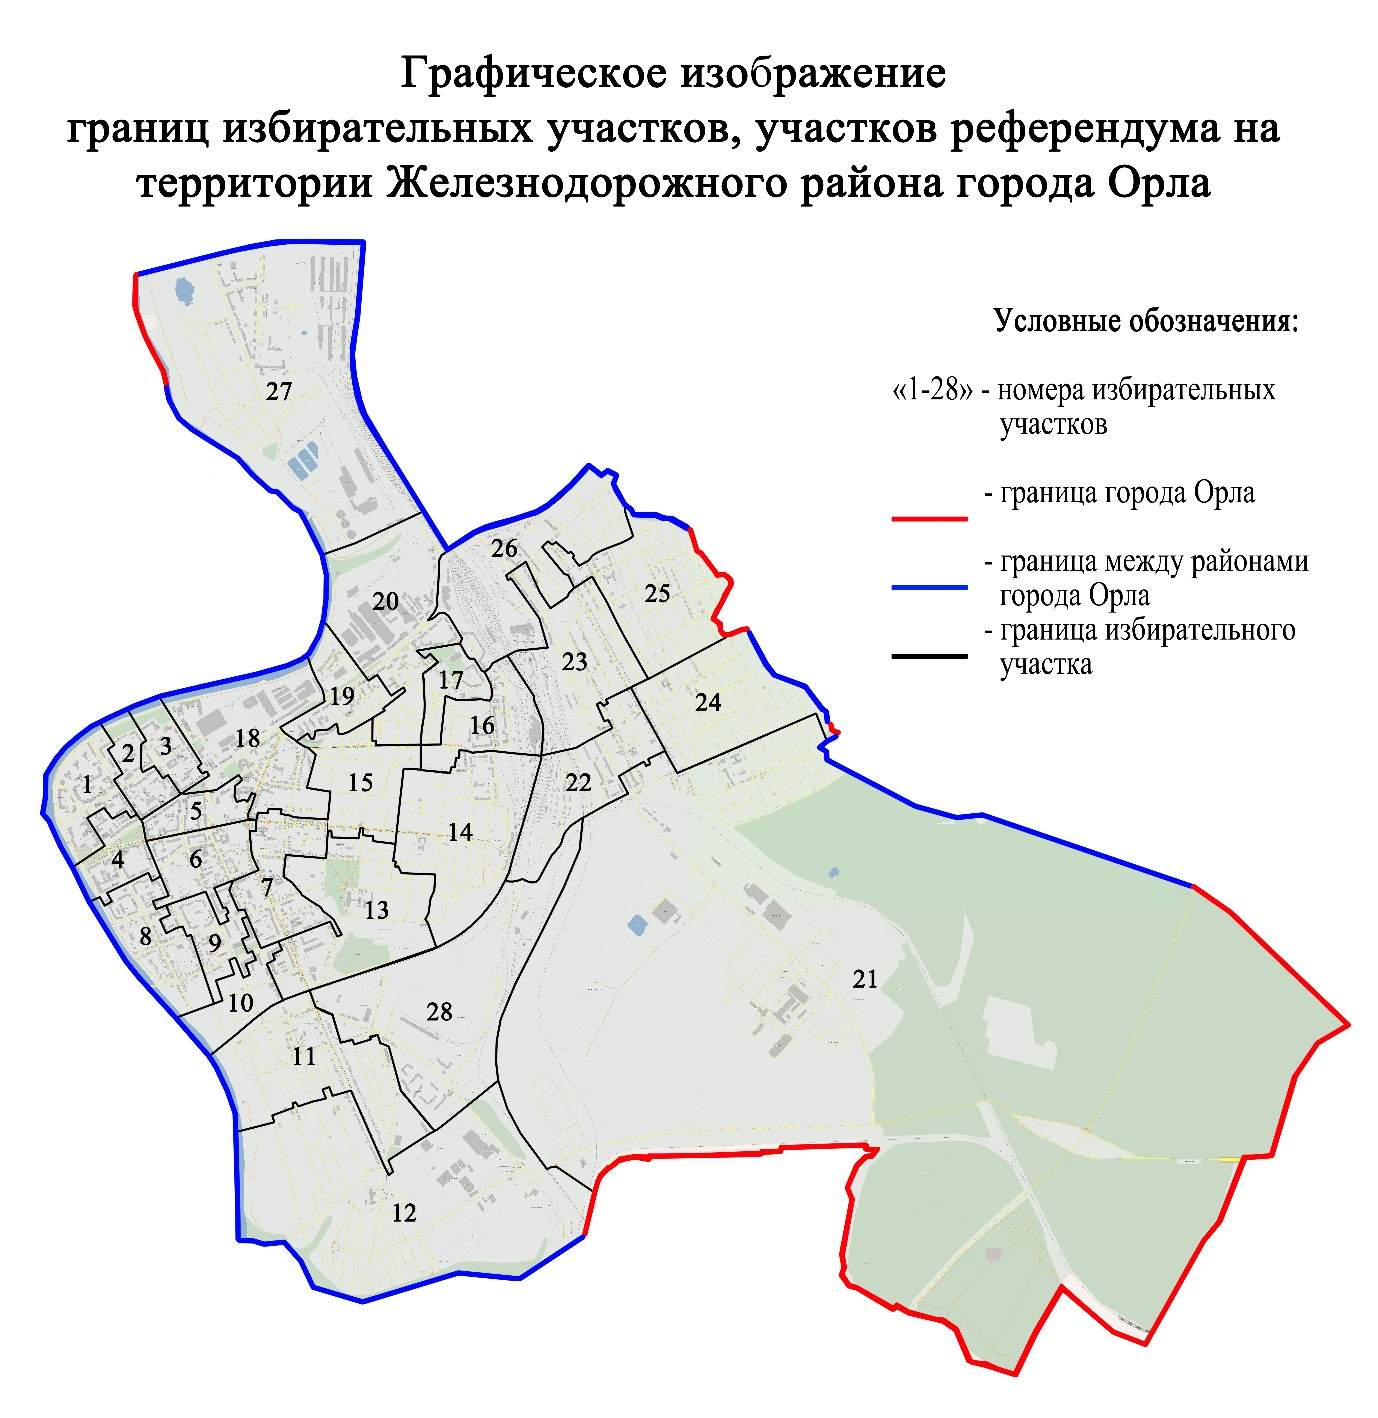 Графическое изображение
границ избирательных участков, участков референдума на
территории Железнодорожного района города Орла
Условные обозначения:
«1-28» - номера избирательных
участков
- граница города Орла
- граница между районами
города Орла
- граница избирательного
участка
27
26
25
20
23
17
24
19
16
18
3
2
1
15
22
5
14
4
6
7
13
8
9
21
10
28
11
12